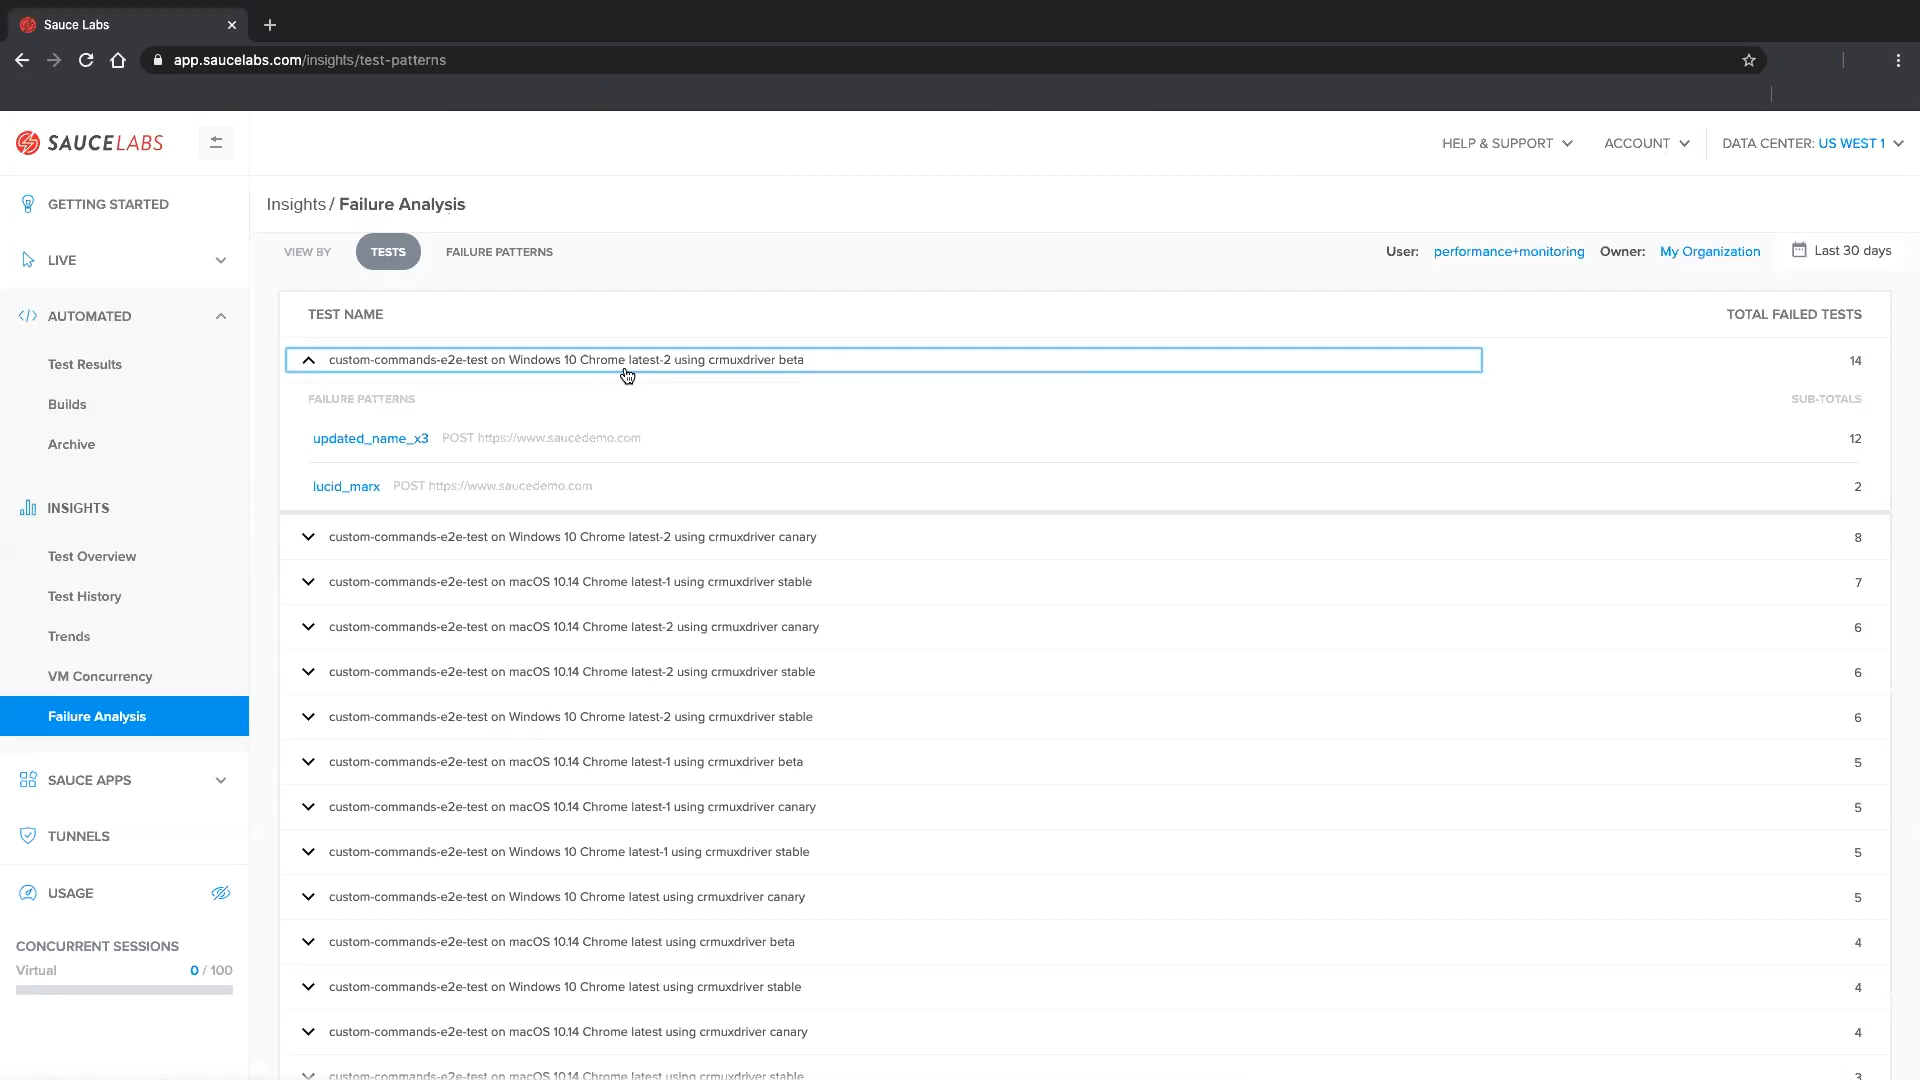 Sauce Labs
app.saucelabs.com/insights/test-patterns
SAUCELABS
HELP & SUPPORT
ACCOUNT
DATA CENTER: US WEST 1
GETTING STARTED
LIVE
AUTOMATED
Test Results
Builds
Archive
INSIGHTS
Test Overview
Test History
Trends
VM Concurrency
Failure Analysis
SAUCE APPS
TUNNELS
USAGE
CONCURRENT SESSIONS
Virtual 0 / 100
Insights / Failure Analysis
VIEW BY TESTS FAILURE PATTERNS
User: performance+monitoring Owner: My Organization Last 30 days
TEST NAME TOTAL FAILED TESTS
custom-commands-e2e-test on Windows 10 Chrome latest-2 using crmuxdriver beta 14
FAILURE PATTERNS SUB-TOTALS
updated_name_x3 POST https://www.saucedemo.com 12
lucid_marx POST https://www.saucedemo.com 2
custom-commands-e2e-test on Windows 10 Chrome latest-2 using crmuxdriver canary 8
custom-commands-e2e-test on macOS 10.14 Chrome latest-1 using crmuxdriver stable 7
custom-commands-e2e-test on macOS 10.14 Chrome latest-2 using crmuxdriver canary 6
custom-commands-e2e-test on macOS 10.14 Chrome latest-2 using crmuxdriver stable 6
custom-commands-e2e-test on Windows 10 Chrome latest-2 using crmuxdriver stable 6
custom-commands-e2e-test on macOS 10.14 Chrome latest-1 using crmuxdriver beta 5
custom-commands-e2e-test on macOS 10.14 Chrome latest-1 using crmuxdriver canary 5
custom-commands-e2e-test on Windows 10 Chrome latest-1 using crmuxdriver stable 5
custom-commands-e2e-test on Windows 10 Chrome latest using crmuxdriver canary 5
custom-commands-e2e-test on macOS 10.14 Chrome latest using crmuxdriver beta 4
custom-commands-e2e-test on Windows 10 Chrome latest using crmuxdriver stable 4
custom-commands-e2e-test on macOS 10.14 Chrome latest using crmuxdriver canary 4
custom-commands-e2e-test on macOS 10.14 Chrome latest using crmuxdriver stable 3